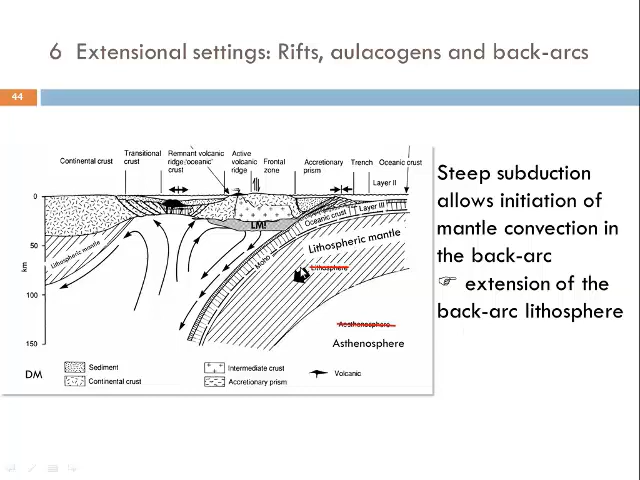 6 Extensional settings: Rifts, aulacogens and back-arcs
44
Continental crust
Transitional crust
Remnant volcanic ridge/'oceanic' crust
Active volcanic ridge
Frontal zone
Accretionary prism
Trench
Oceanic crust
Layer II
0
50
100
150
km
Lithospheric mantle
LM!
Moho
Oceanic crust
Layer III
Lithospheric mantle
Lithosphere
Aesthenosphere
Asthenosphere
DM
Sediment
Continental crust
Intermediate crust
Accretionary prism
Volcanic
Steep subduction
allows initiation of
mantle convection in
the back-arc
☞ extension of the
back-arc lithosphere